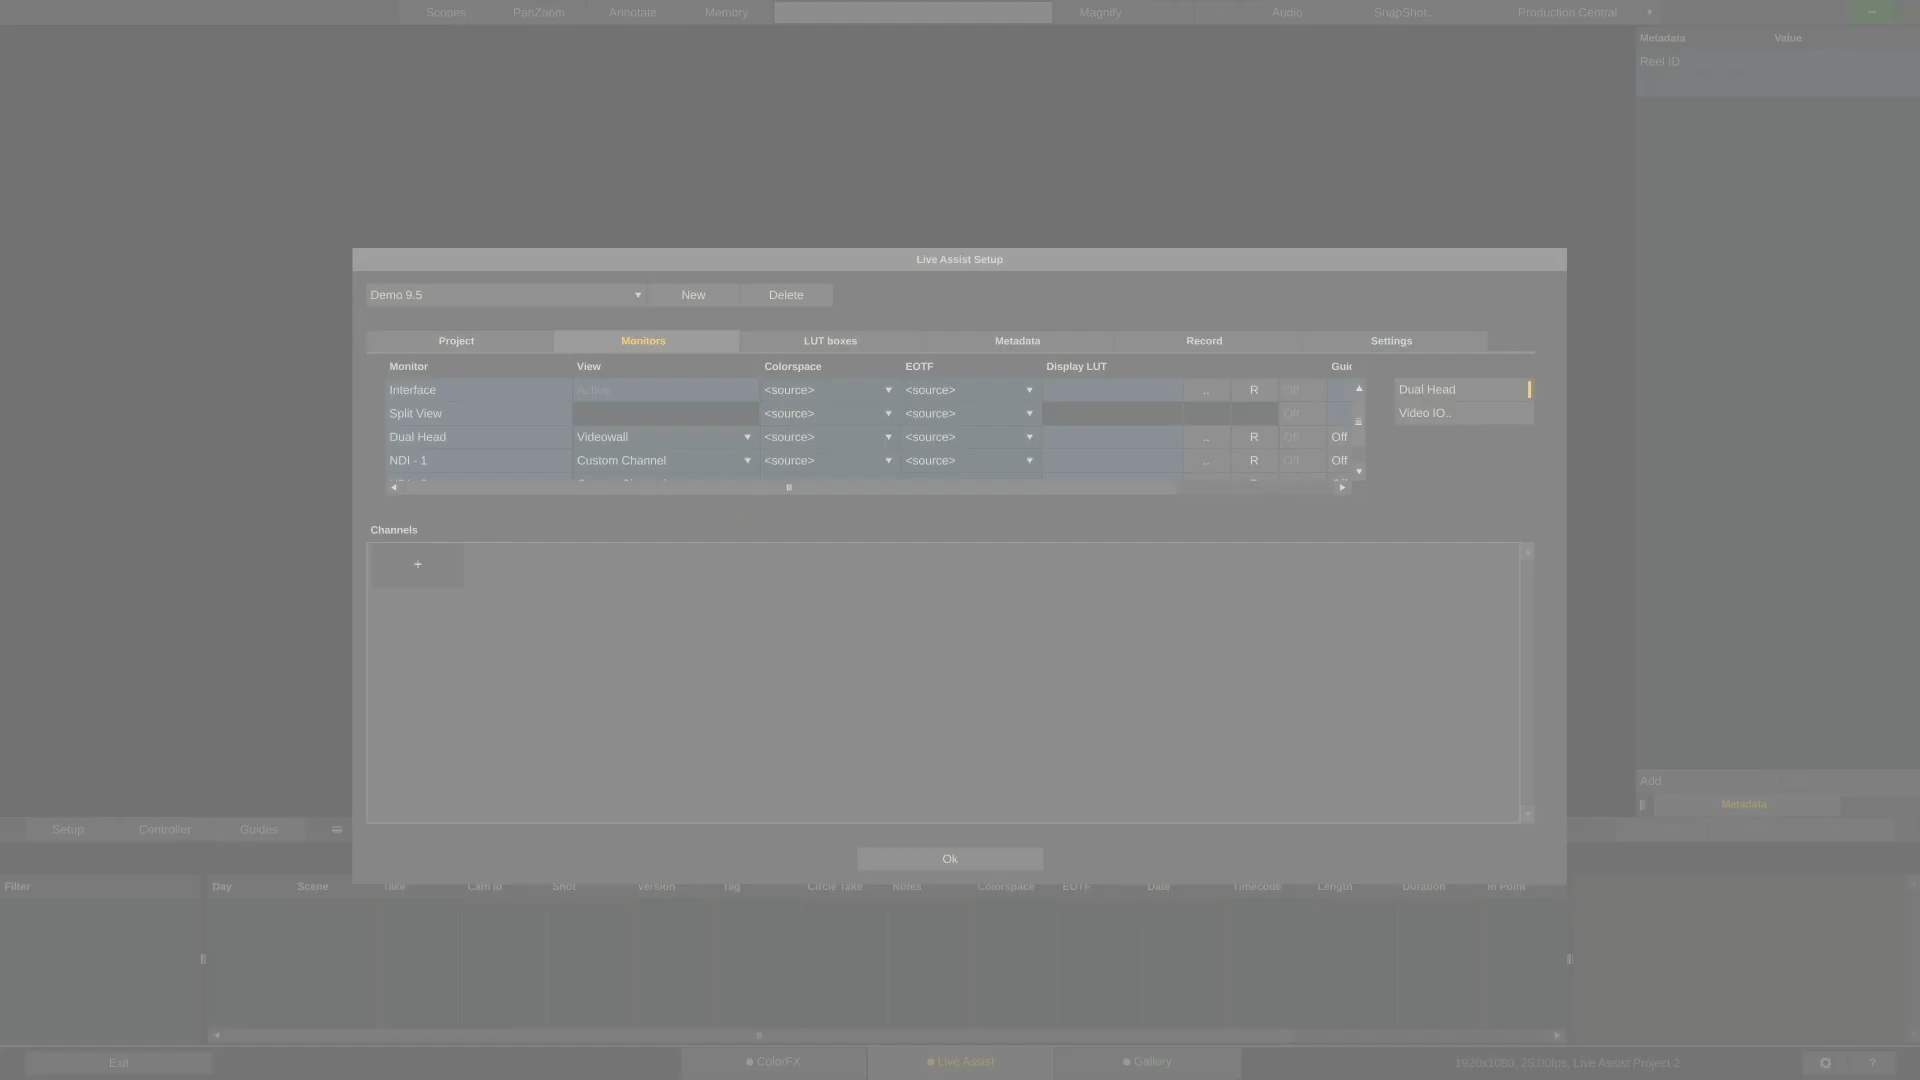 Scopes PanZoom Annotate Memory Magnify Audio SnapShot.. Production Central
Metadata Value
Reel ID
Live Assist Setup
Demo 9.5 New Delete
Project Monitors LUT boxes Metadata Record Settings
Monitor View Colorspace EOTF Display LUT Guid
Interface Active <source> <source> .. R Off
Dual Head
Split View <source> <source> Off
Video IO..
Dual Head Videowall <source> <source> .. R Off Off
NDI - 1 Custom Channel <source> <source> .. R Off Off
Channels
+
Add
Metadata
Setup Controller Guides
Ok
Filter Day Scene Take Cam Id Shot Version Tag Circle Take Notes Colorspace EOTF Date Timecode Length Duration In Point
Exit ColorFX Live Assist Gallery 1920x1080, 25.00fps, Live Assist Project 2 ?